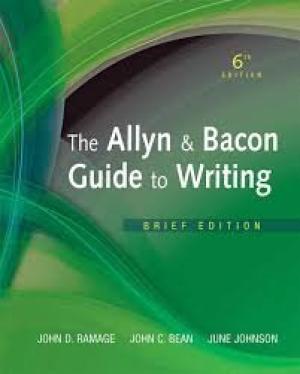 6TH
EDITION
The Allyn & Bacon
Guide to Writing
BRIEF EDITION
JOHN D. RAMAGE JOHN C. BEAN JUNE JOHNSON